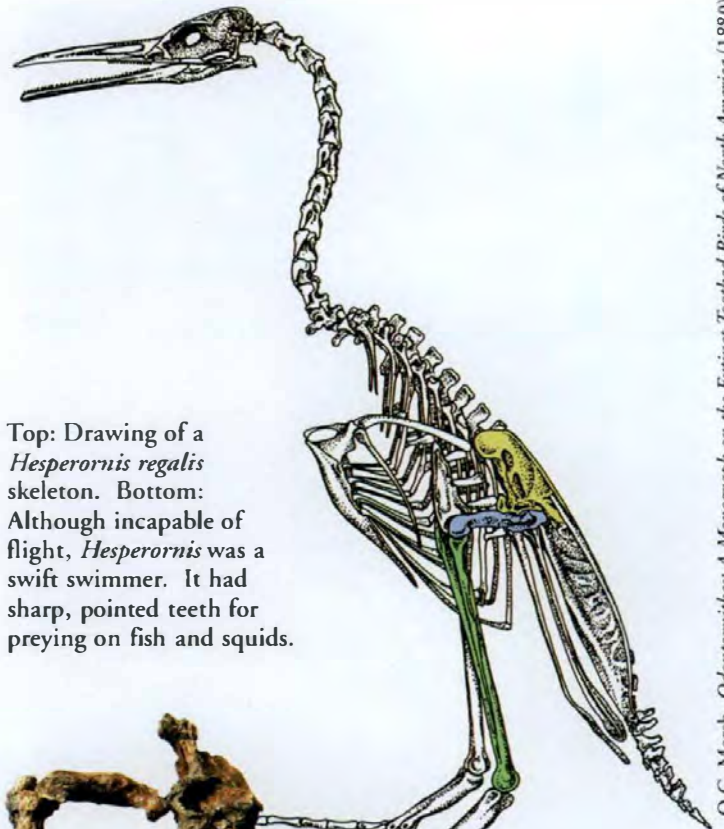 Top: Drawing of a
Hesperornis regalis
skeleton. Bottom:
Although incapable of
flight, Hesperornis was a
swift swimmer. It had
sharp, pointed teeth for
preying on fish and squids.
O. C. Marsh, Odontornithes: A Monograph on the Extinct Toothed Birds of North America (1880)